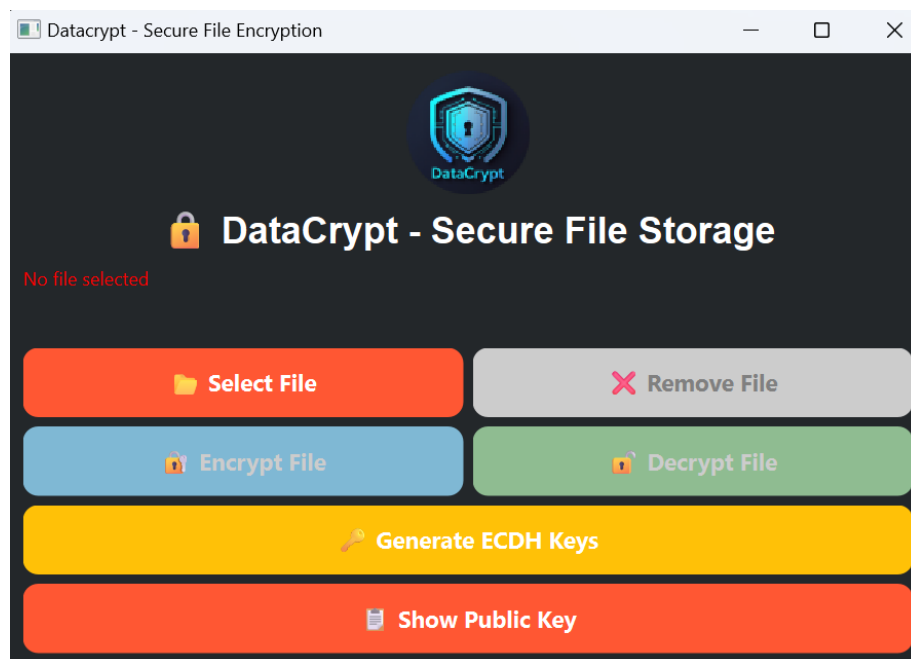 Datacrypt - Secure File Encryption
DataCrypt
🔒 DataCrypt - Secure File Storage
No file selected
📂 Select File
❌ Remove File
🔐 Encrypt File
🔓 Decrypt File
🔑 Generate ECDH Keys
📋 Show Public Key